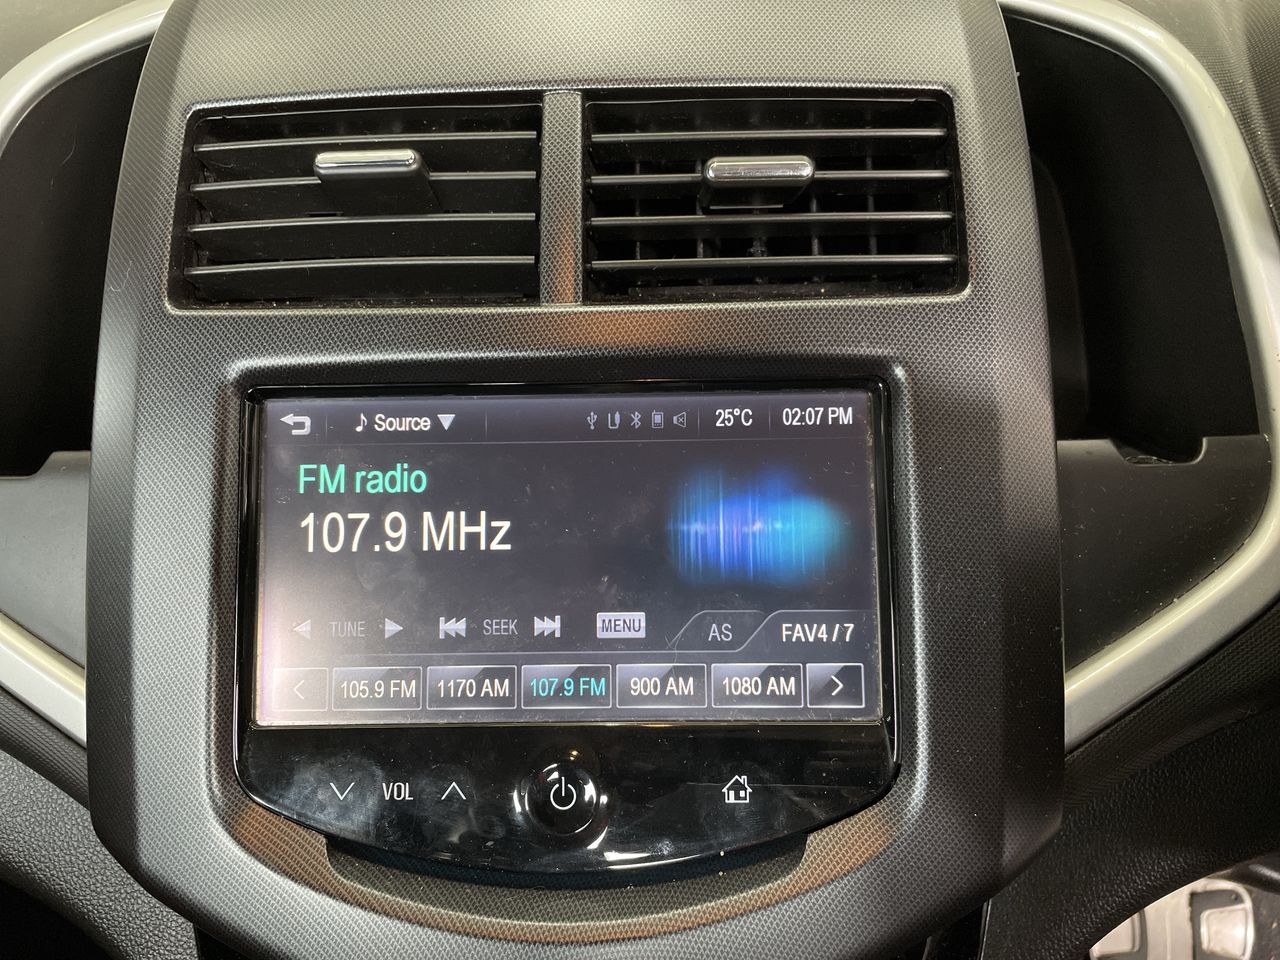 Source 25°C 02:07 PM
FM radio
107.9 MHz
TUNE SEEK MENU AS FAV4 / 7
105.9 FM 1170 AM 107.9 FM 900 AM 1080 AM
VOL